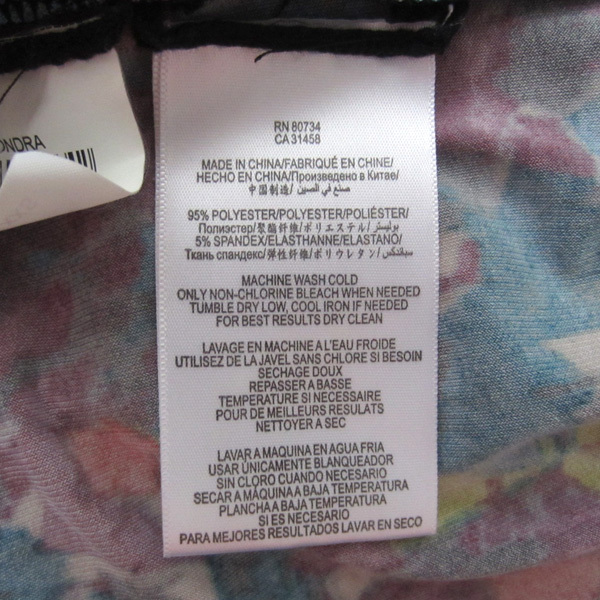 ONDRA
RN 80734
CA 31458
MADE IN CHINA/FABRIQUÉ EN CHINE/
HECHO EN CHINA/Произведено в Китае/
中国制造/ صنع في الصين/
95% POLYESTER/POLYESTER/POLIÉSTER/
Полиэстер/聚酯纤维/ポリエステル/ بوليستر/
5% SPANDEX/ELASTHANNE/ELASTANO/
Ткань спандекс/弹性纤维/ポリウレタン/ سباندكس/
MACHINE WASH COLD
ONLY NON-CHLORINE BLEACH WHEN NEEDED
TUMBLE DRY LOW, COOL IRON IF NEEDED
FOR BEST RESULTS DRY CLEAN
LAVAGE EN MACHINE A L'EAU FROIDE
UTILISEZ DE LA JAVEL SANS CHLORE SI BESOIN
SECHAGE DOUX
REPASSER A BASSE
TEMPERATURE SI NECESSAIRE
POUR DE MEILLEURS RESULATS
NETTOYER A SEC
LAVAR A MAQUINA EN AGUA FRIA
USAR ÚNICAMENTE BLANQUEADOR
SIN CLORO CUANDO SEA NECESARIO
SECAR A MÁQUINA A BAJA TEMPERATURA
PLANCHA A BAJA TEMPERATURA
SI ES NECESARIO
PARA MEJORES RESULTADOS LAVAR EN SECO